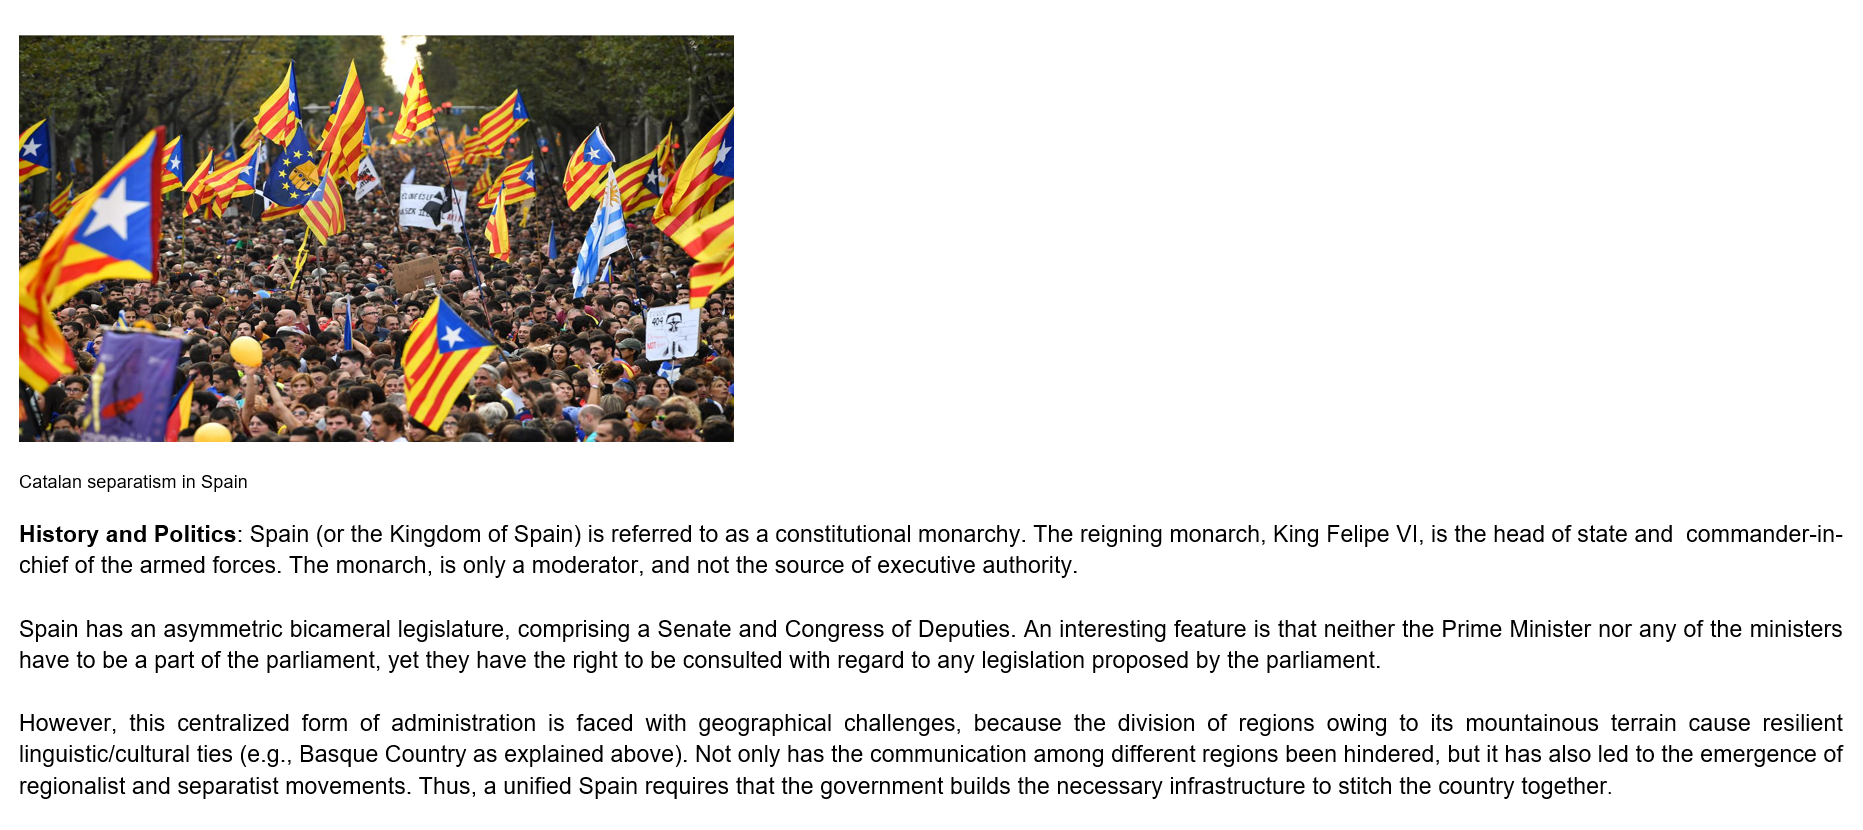 404
Catalan separatism in Spain
History and Politics: Spain (or the Kingdom of Spain) is referred to as a constitutional monarchy. The reigning monarch, King Felipe VI, is the head of state and  commander-in-
chief of the armed forces. The monarch, is only a moderator, and not the source of executive authority.
Spain has an asymmetric bicameral legislature, comprising a Senate and Congress of Deputies. An interesting feature is that neither the Prime Minister nor any of the ministers
have to be a part of the parliament, yet they have the right to be consulted with regard to any legislation proposed by the parliament.
However, this centralized form of administration is faced with geographical challenges, because the division of regions owing to its mountainous terrain cause resilient
linguistic/cultural ties (e.g., Basque Country as explained above). Not only has the communication among different regions been hindered, but it has also led to the emergence of
regionalist and separatist movements. Thus, a unified Spain requires that the government builds the necessary infrastructure to stitch the country together.